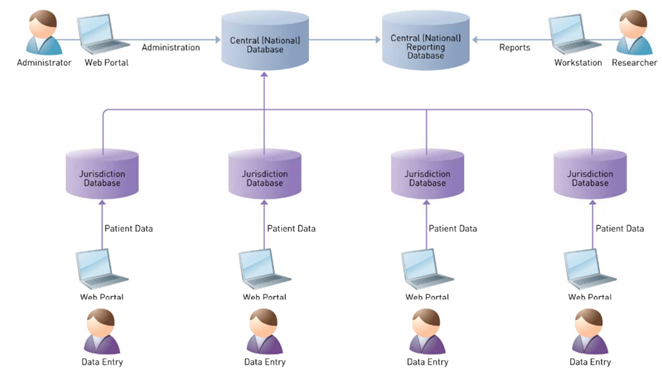 Central (National)
Database
Central (National)
Reporting
Database
Administration
Reports
Administrator
Web Portal
Workstation
Researcher
Jurisdiction
Database
Jurisdiction
Database
Jurisdiction
Database
Jurisdiction
Database
Patient Data
Patient Data
Patient Data
Patient Data
Web Portal
Web Portal
Web Portal
Web Portal
Data Entry
Data Entry
Data Entry
Data Entry